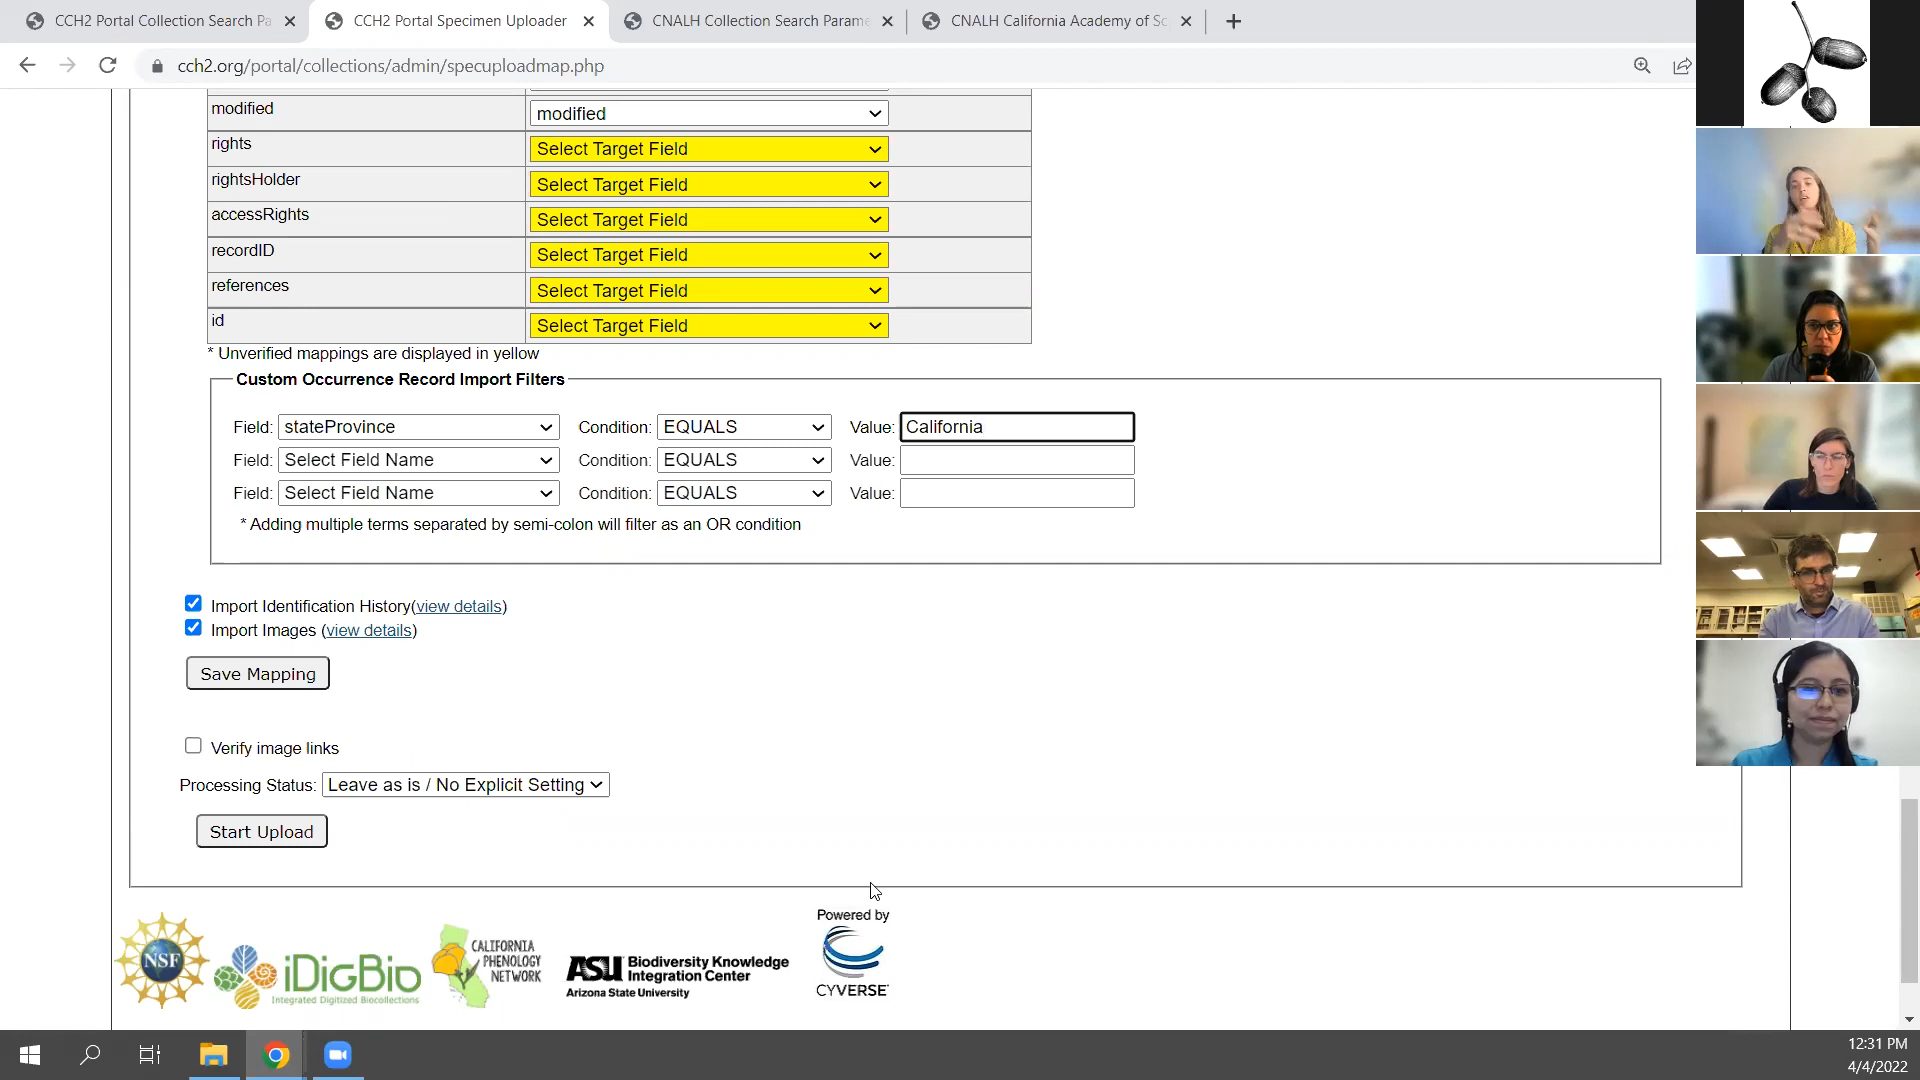 CCH2 Portal Collection Search Pa
CCH2 Portal Specimen Uploader
CNALH Collection Search Parame
CNALH California Academy of Sc
cch2.org/portal/collections/admin/specuploadmap.php
modified modified
rights Select Target Field
rightsHolder Select Target Field
accessRights Select Target Field
recordID Select Target Field
references Select Target Field
id Select Target Field
* Unverified mappings are displayed in yellow
Custom Occurrence Record Import Filters
Field: stateProvince Condition: EQUALS Value: California
Field: Select Field Name Condition: EQUALS Value:
Field: Select Field Name Condition: EQUALS Value:
* Adding multiple terms separated by semi-colon will filter as an OR condition
Import Identification History(view details)
Import Images (view details)
Save Mapping
Verify image links
Processing Status: Leave as is / No Explicit Setting
Start Upload
NSF
iDigBio
Integrated Digitized Biocollections
CALIFORNIA
PHENOLOGY
NETWORK
ASU Biodiversity Knowledge
Integration Center
Arizona State University
Powered by
CYVERSE
12:31 PM
4/4/2022